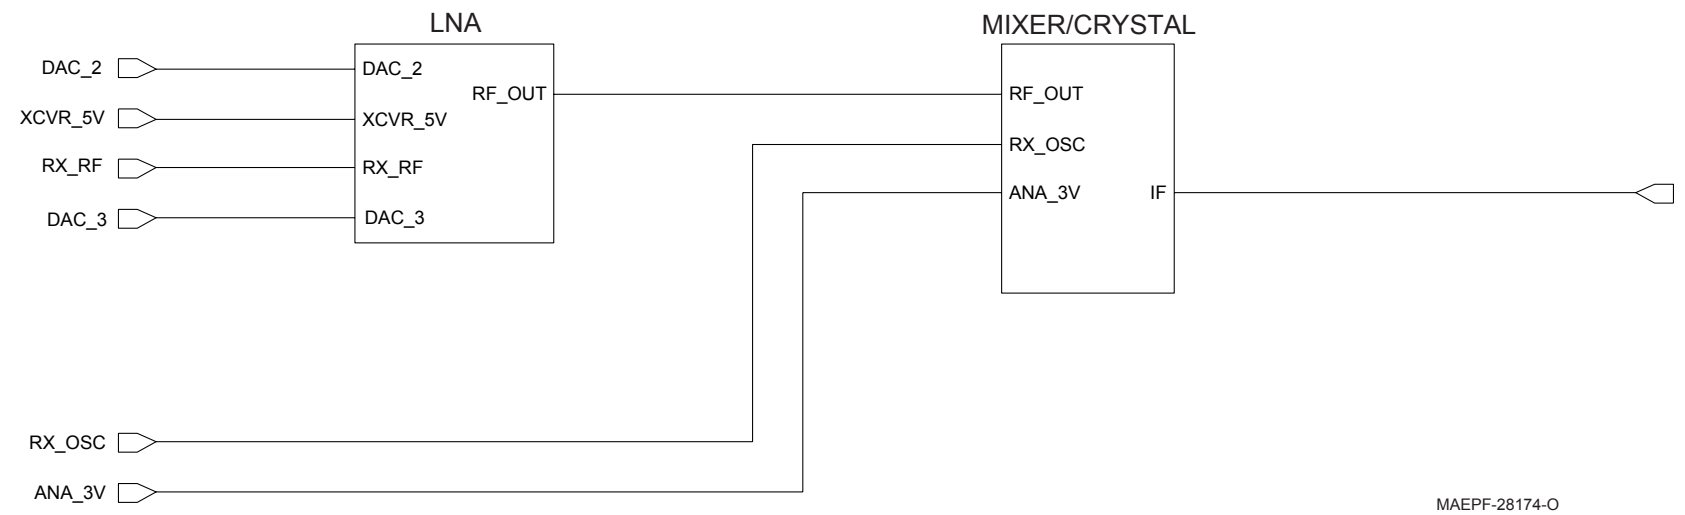 LNA
MIXER/CRYSTAL
DAC_2
DAC_2
RF_OUT
RF_OUT
XCVR_5V
XCVR_5V
RX_OSC
RX_RF
RX_RF
ANA_3V
IF
DAC_3
DAC_3
RX_OSC
ANA_3V
MAEPF-28174-O